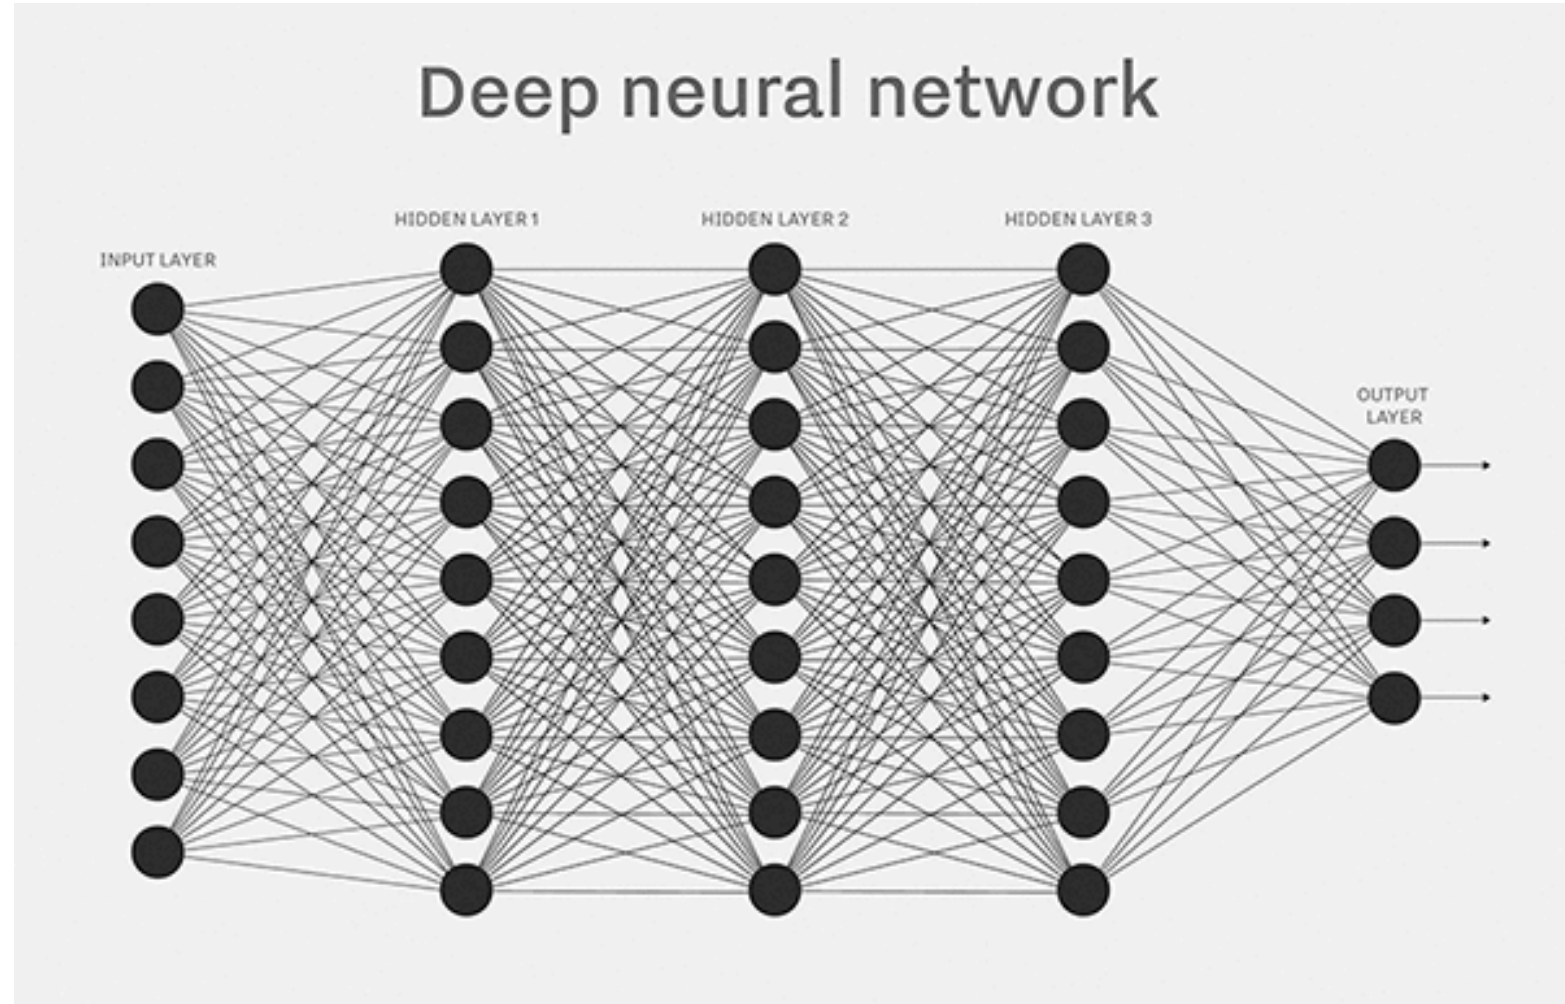 Deep neural network
HIDDEN LAYER 1
HIDDEN LAYER 2
HIDDEN LAYER 3
INPUT LAYER
OUTPUT
LAYER